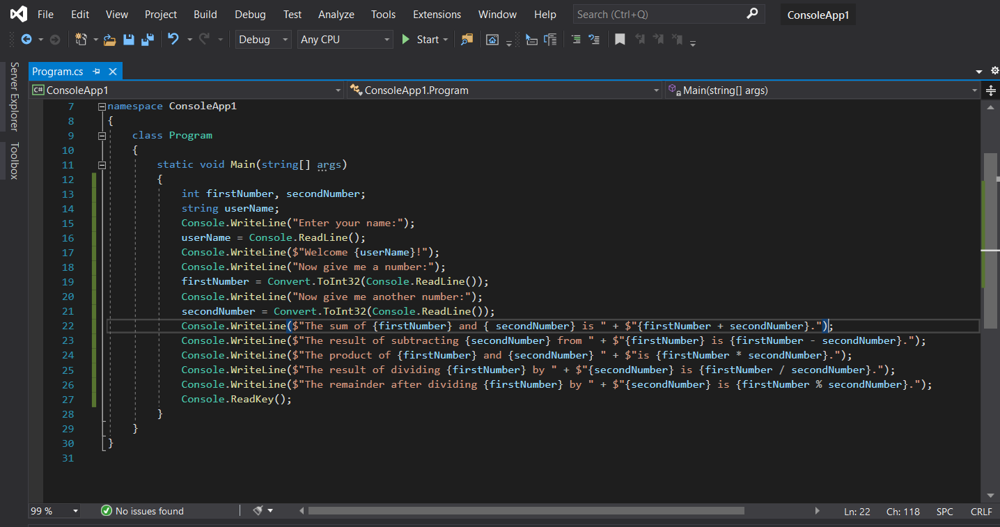 File Edit View Project Build Debug Test Analyze Tools Extensions Window Help Search (Ctrl+Q) ConsoleApp1
Debug Any CPU Start
Server Explorer
Toolbox
Program.cs
C# ConsoleApp1 ConsoleApp1.Program Main(string[] args)
7 namespace ConsoleApp1
8 {
9 class Program
10 {
11 static void Main(string[] args)
12 {
13 int firstNumber, secondNumber;
14 string userName;
15 Console.WriteLine("Enter your name:");
16 userName = Console.ReadLine();
17 Console.WriteLine($"Welcome {userName}!");
18 Console.WriteLine("Now give me a number:");
19 firstNumber = Convert.ToInt32(Console.ReadLine());
20 Console.WriteLine("Now give me another number:");
21 secondNumber = Convert.ToInt32(Console.ReadLine());
22 Console.WriteLine($"The sum of {firstNumber} and { secondNumber} is " + $"{firstNumber + secondNumber}.");
23 Console.WriteLine($"The result of subtracting {secondNumber} from " + $"{firstNumber} is {firstNumber - secondNumber}.");
24 Console.WriteLine($"The product of {firstNumber} and {secondNumber} " + $"is {firstNumber * secondNumber}.");
25 Console.WriteLine($"The result of dividing {firstNumber} by " + $"{secondNumber} is {firstNumber / secondNumber}.");
26 Console.WriteLine($"The remainder after dividing {firstNumber} by " + $"{secondNumber} is {firstNumber % secondNumber}.");
27 Console.ReadKey();
28 }
29 }
30 }
31
99 % No issues found Ln: 22 Ch: 118 SPC CRLF